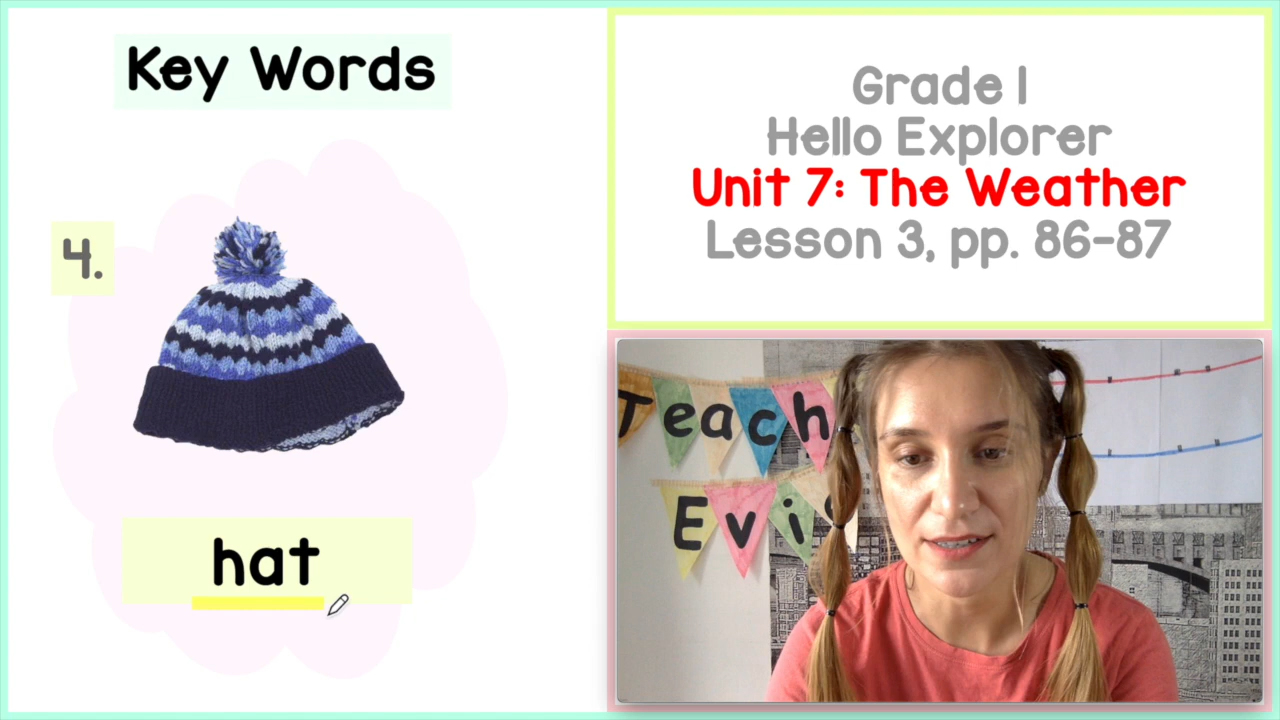 Key Words
4.
hat
Grade 1
Hello Explorer
Unit 7: The Weather
Lesson 3, pp. 86-87
Teach
Evi